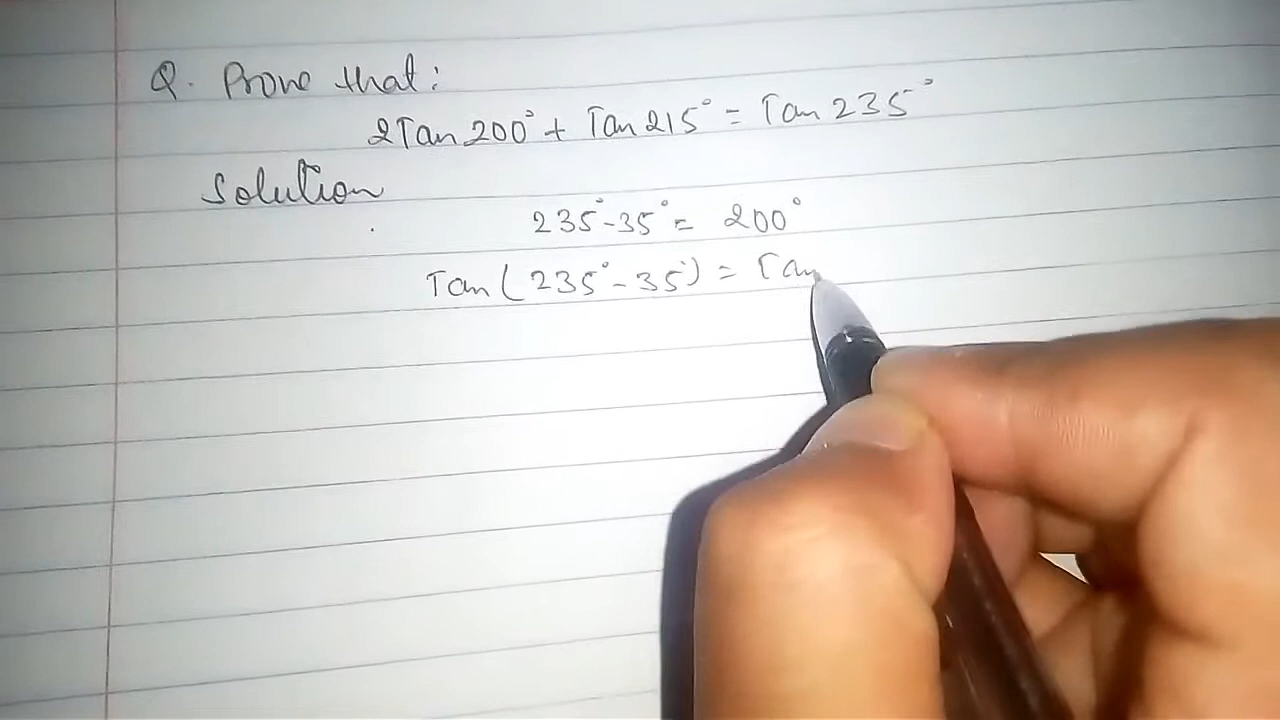 Q. Prove that:
2Tan 200° + Tan 215° = Tan 235°
Solution
235° - 35° = 200°
Tan (235° - 35°) = Tan